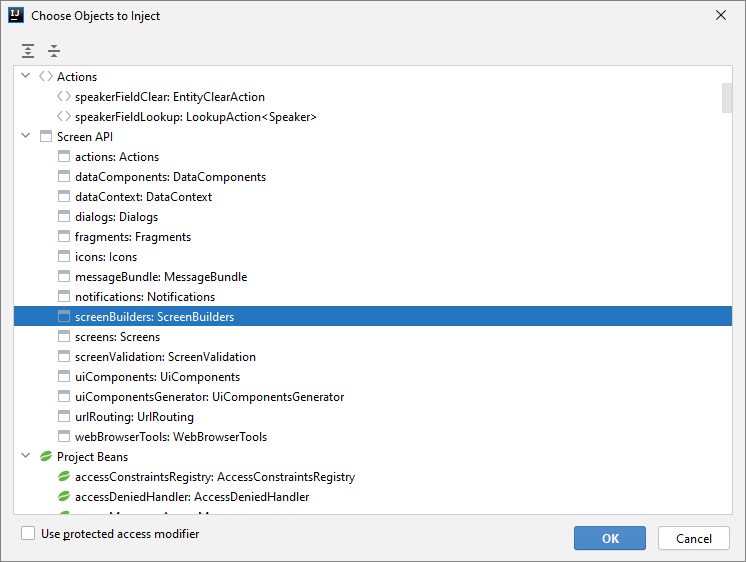 IJ
Choose Objects to Inject
Actions
speakerFieldClear: EntityClearAction
speakerFieldLookup: LookupAction<Speaker>
Screen API
actions: Actions
dataComponents: DataComponents
dataContext: DataContext
dialogs: Dialogs
fragments: Fragments
icons: Icons
messageBundle: MessageBundle
notifications: Notifications
screenBuilders: ScreenBuilders
screens: Screens
screenValidation: ScreenValidation
uiComponents: UiComponents
uiComponentsGenerator: UiComponentsGenerator
urlRouting: UrlRouting
webBrowserTools: WebBrowserTools
Project Beans
accessConstraintsRegistry: AccessConstraintsRegistry
accessDeniedHandler: AccessDeniedHandler
Use protected access modifier
OK
Cancel